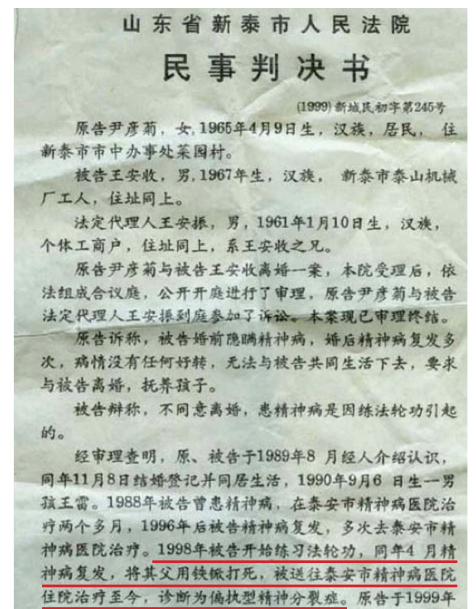 山东省新泰市人民法院
民事判决书
(1999)新城民初字第245号
原告尹彦菊，女，1965年4月9日生，汉族，居民，住
新泰市市中办事处菜园村。
被告王安收，男，1967年生，汉族，新泰市泰山机械
厂工人，住址同上。
法定代理人王安振，男，1961年1月10日生，汉族，
个体工商户，住址同上，系王安收之兄。
原告尹彦菊与被告王安收离婚一案，本院受理后，依
法组成合议庭，公开开庭进行了审理，原告尹彦菊与被告
法定代理人王安振到庭参加了诉讼。本案现已审理终结。
原告诉称，被告婚前隐瞒精神病，婚后精神病复发多
次，病情没有任何好转，无法与被告共同生活下去，要求
与被告离婚，抚养孩子。
被告辩称，不同意离婚，患精神病是因练法轮功引起
的。
经审理查明，原、被告于1989年8月经人介绍认识，
同年11月8日结婚登记并同居生活，1990年9月6日生一男
孩王雷。1988年被告曾患精神病，在泰安市精神病医院治
疗两个多月，1996年后被告精神病复发，多次去泰安市精
神病医院治疗。1998年被告开始练习法轮功，同年4月精
神病复发，将其父用铁锨打死，被送往泰安市精神病医院
住院治疗至今，诊断为偏执型精神分裂症。原告于1999年